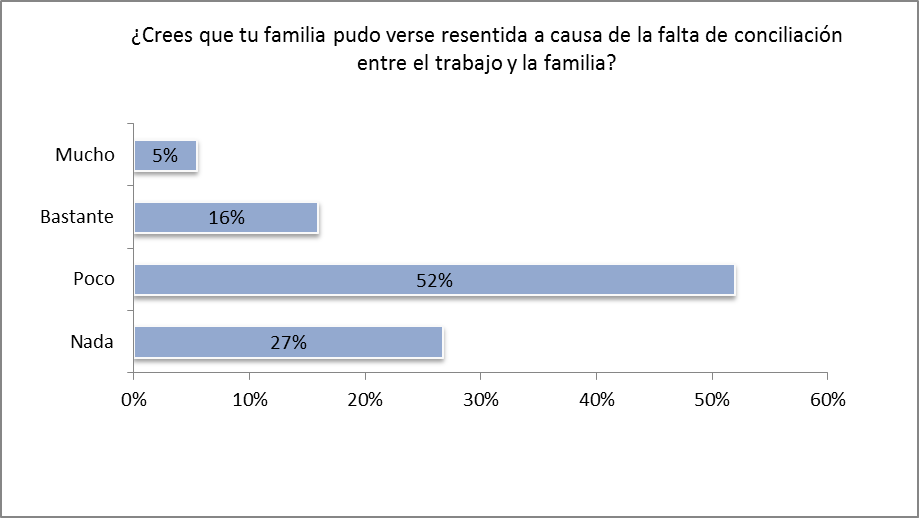 ¿Crees que tu familia pudo verse resentida a causa de la falta de conciliación
entre el trabajo y la familia?
Mucho 5%
Bastante 16%
Poco 52%
Nada 27%
0% 10% 20% 30% 40% 50% 60%